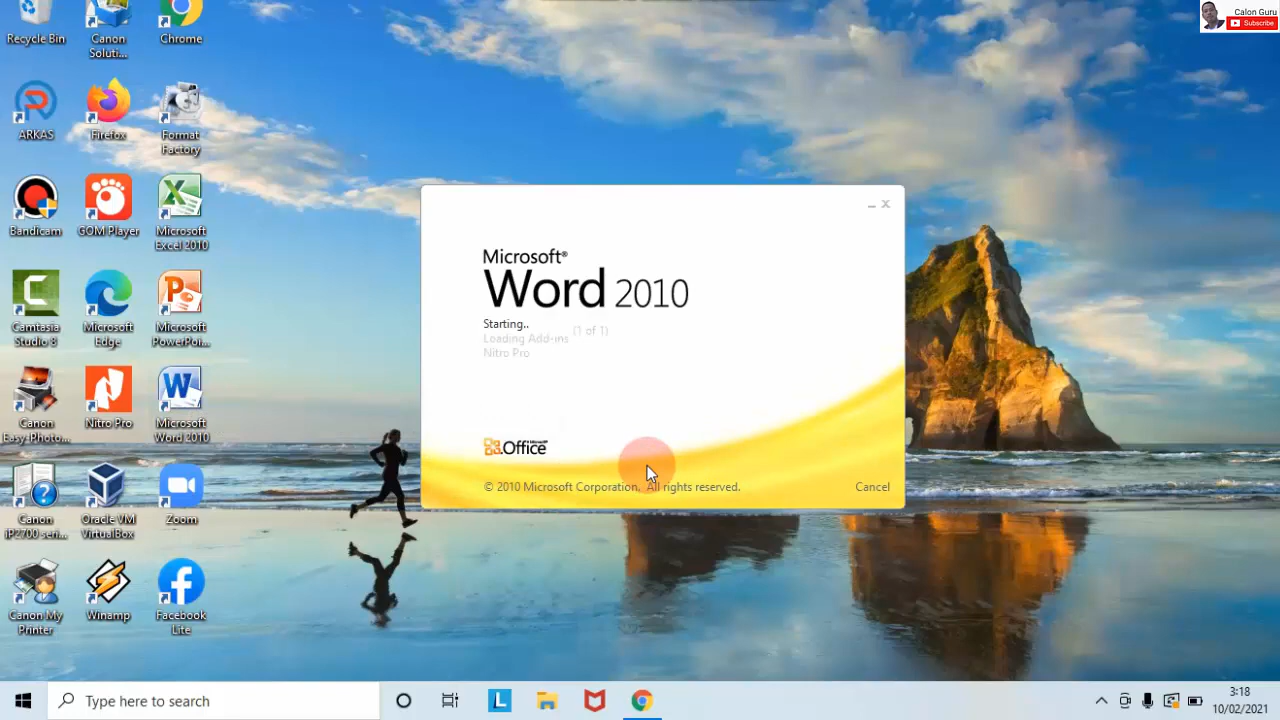 Recycle Bin
Canon
Soluti...
Chrome
Calon Guru
Subscribe
ARKAS
Firefox
Format
Factory
Bandicam
GOM Player
Microsoft
Excel 2010
Camtasia
Studio 8
Microsoft
Edge
Microsoft
PowerPoi...
Canon
Easy-Photo...
Nitro Pro
Microsoft
Word 2010
Canon
iP2700 seri...
Oracle VM
VirtualBox
Zoom
Canon My
Printer
Winamp
Facebook
Lite
Microsoft®
Word 2010
Starting..
(1 of 1)
Loading Add-ins
Nitro Pro
Office
© 2010 Microsoft Corporation. All rights reserved.
Cancel
Type here to search
L
3:18
10/02/2021